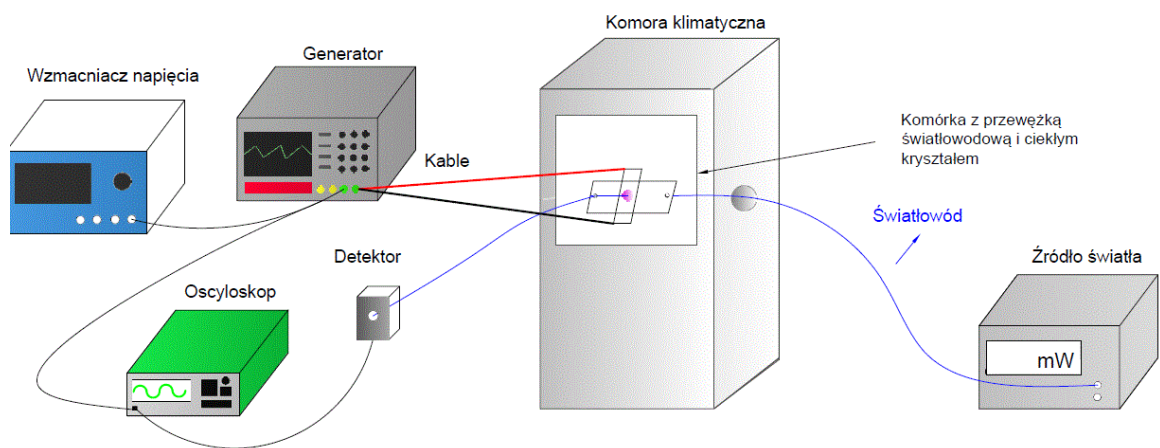 Komora klimatyczna
Generator
Wzmacniacz napięcia
Komórka z przewężką
światłowodową i ciekłym
kryształem
Kable
Światłowód
Detektor
Źródło światła
Oscyloskop
mW